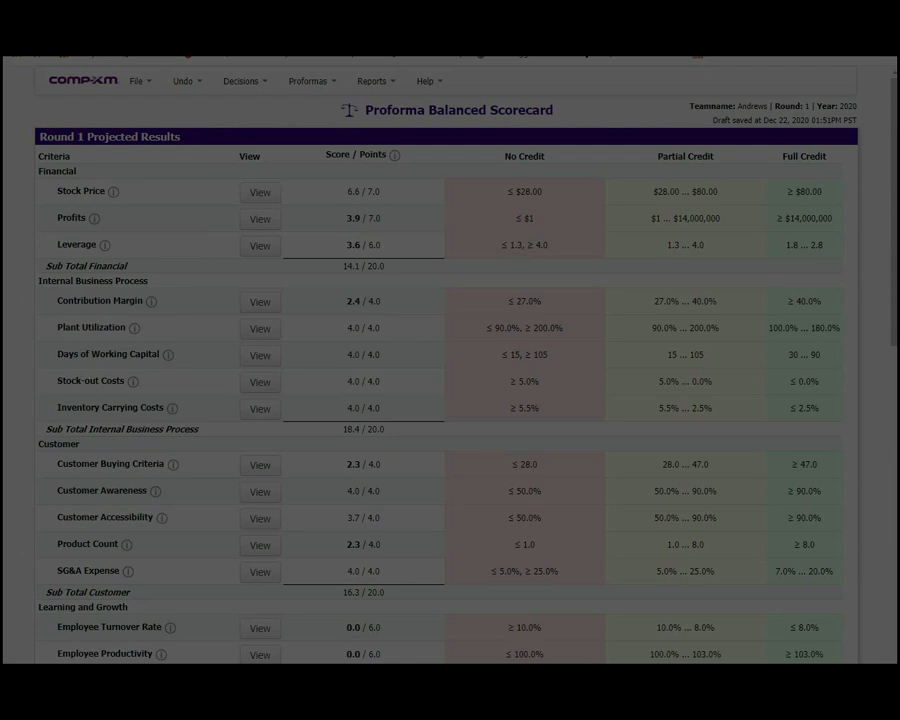 COMP-XM File Undo Decisions Proformas Reports Help
Proforma Balanced Scorecard
Teamname: Andrews | Round: 1 | Year: 2020
Draft saved at Dec 22, 2020 01:51PM PST
Round 1 Projected Results
Criteria View Score / Points No Credit Partial Credit Full Credit
Financial
Stock Price View 6.6 / 7.0 ≤ $28.00 $28.00 ... $80.00 ≥ $80.00
Profits View 3.9 / 7.0 ≤ $1 $1 ... $14,000,000 ≥ $14,000,000
Leverage View 3.6 / 6.0 ≤ 1.3, ≥ 4.0 1.3 ... 4.0 1.8 ... 2.8
Sub Total Financial 14.1 / 20.0
Internal Business Process
Contribution Margin View 2.4 / 4.0 ≤ 27.0% 27.0% ... 40.0% ≥ 40.0%
Plant Utilization View 4.0 / 4.0 ≤ 90.0%, ≥ 200.0% 90.0% ... 200.0% 100.0% ... 180.0%
Days of Working Capital View 4.0 / 4.0 ≤ 15, ≥ 105 15 ... 105 30 ... 90
Stock-out Costs View 4.0 / 4.0 ≥ 5.0% 5.0% ... 0.0% ≤ 0.0%
Inventory Carrying Costs View 4.0 / 4.0 ≥ 5.5% 5.5% ... 2.5% ≤ 2.5%
Sub Total Internal Business Process 18.4 / 20.0
Customer
Customer Buying Criteria View 2.3 / 4.0 ≤ 28.0 28.0 ... 47.0 ≥ 47.0
Customer Awareness View 4.0 / 4.0 ≤ 50.0% 50.0% ... 90.0% ≥ 90.0%
Customer Accessibility View 3.7 / 4.0 ≤ 50.0% 50.0% ... 90.0% ≥ 90.0%
Product Count View 2.3 / 4.0 ≤ 1.0 1.0 ... 8.0 ≥ 8.0
SG&A Expense View 4.0 / 4.0 ≤ 5.0%, ≥ 25.0% 5.0% ... 25.0% 7.0% ... 20.0%
Sub Total Customer 16.3 / 20.0
Learning and Growth
Employee Turnover Rate View 0.0 / 6.0 ≥ 10.0% 10.0% ... 8.0% ≤ 8.0%
Employee Productivity View 0.0 / 6.0 ≤ 100.0% 100.0% ... 103.0% ≥ 103.0%